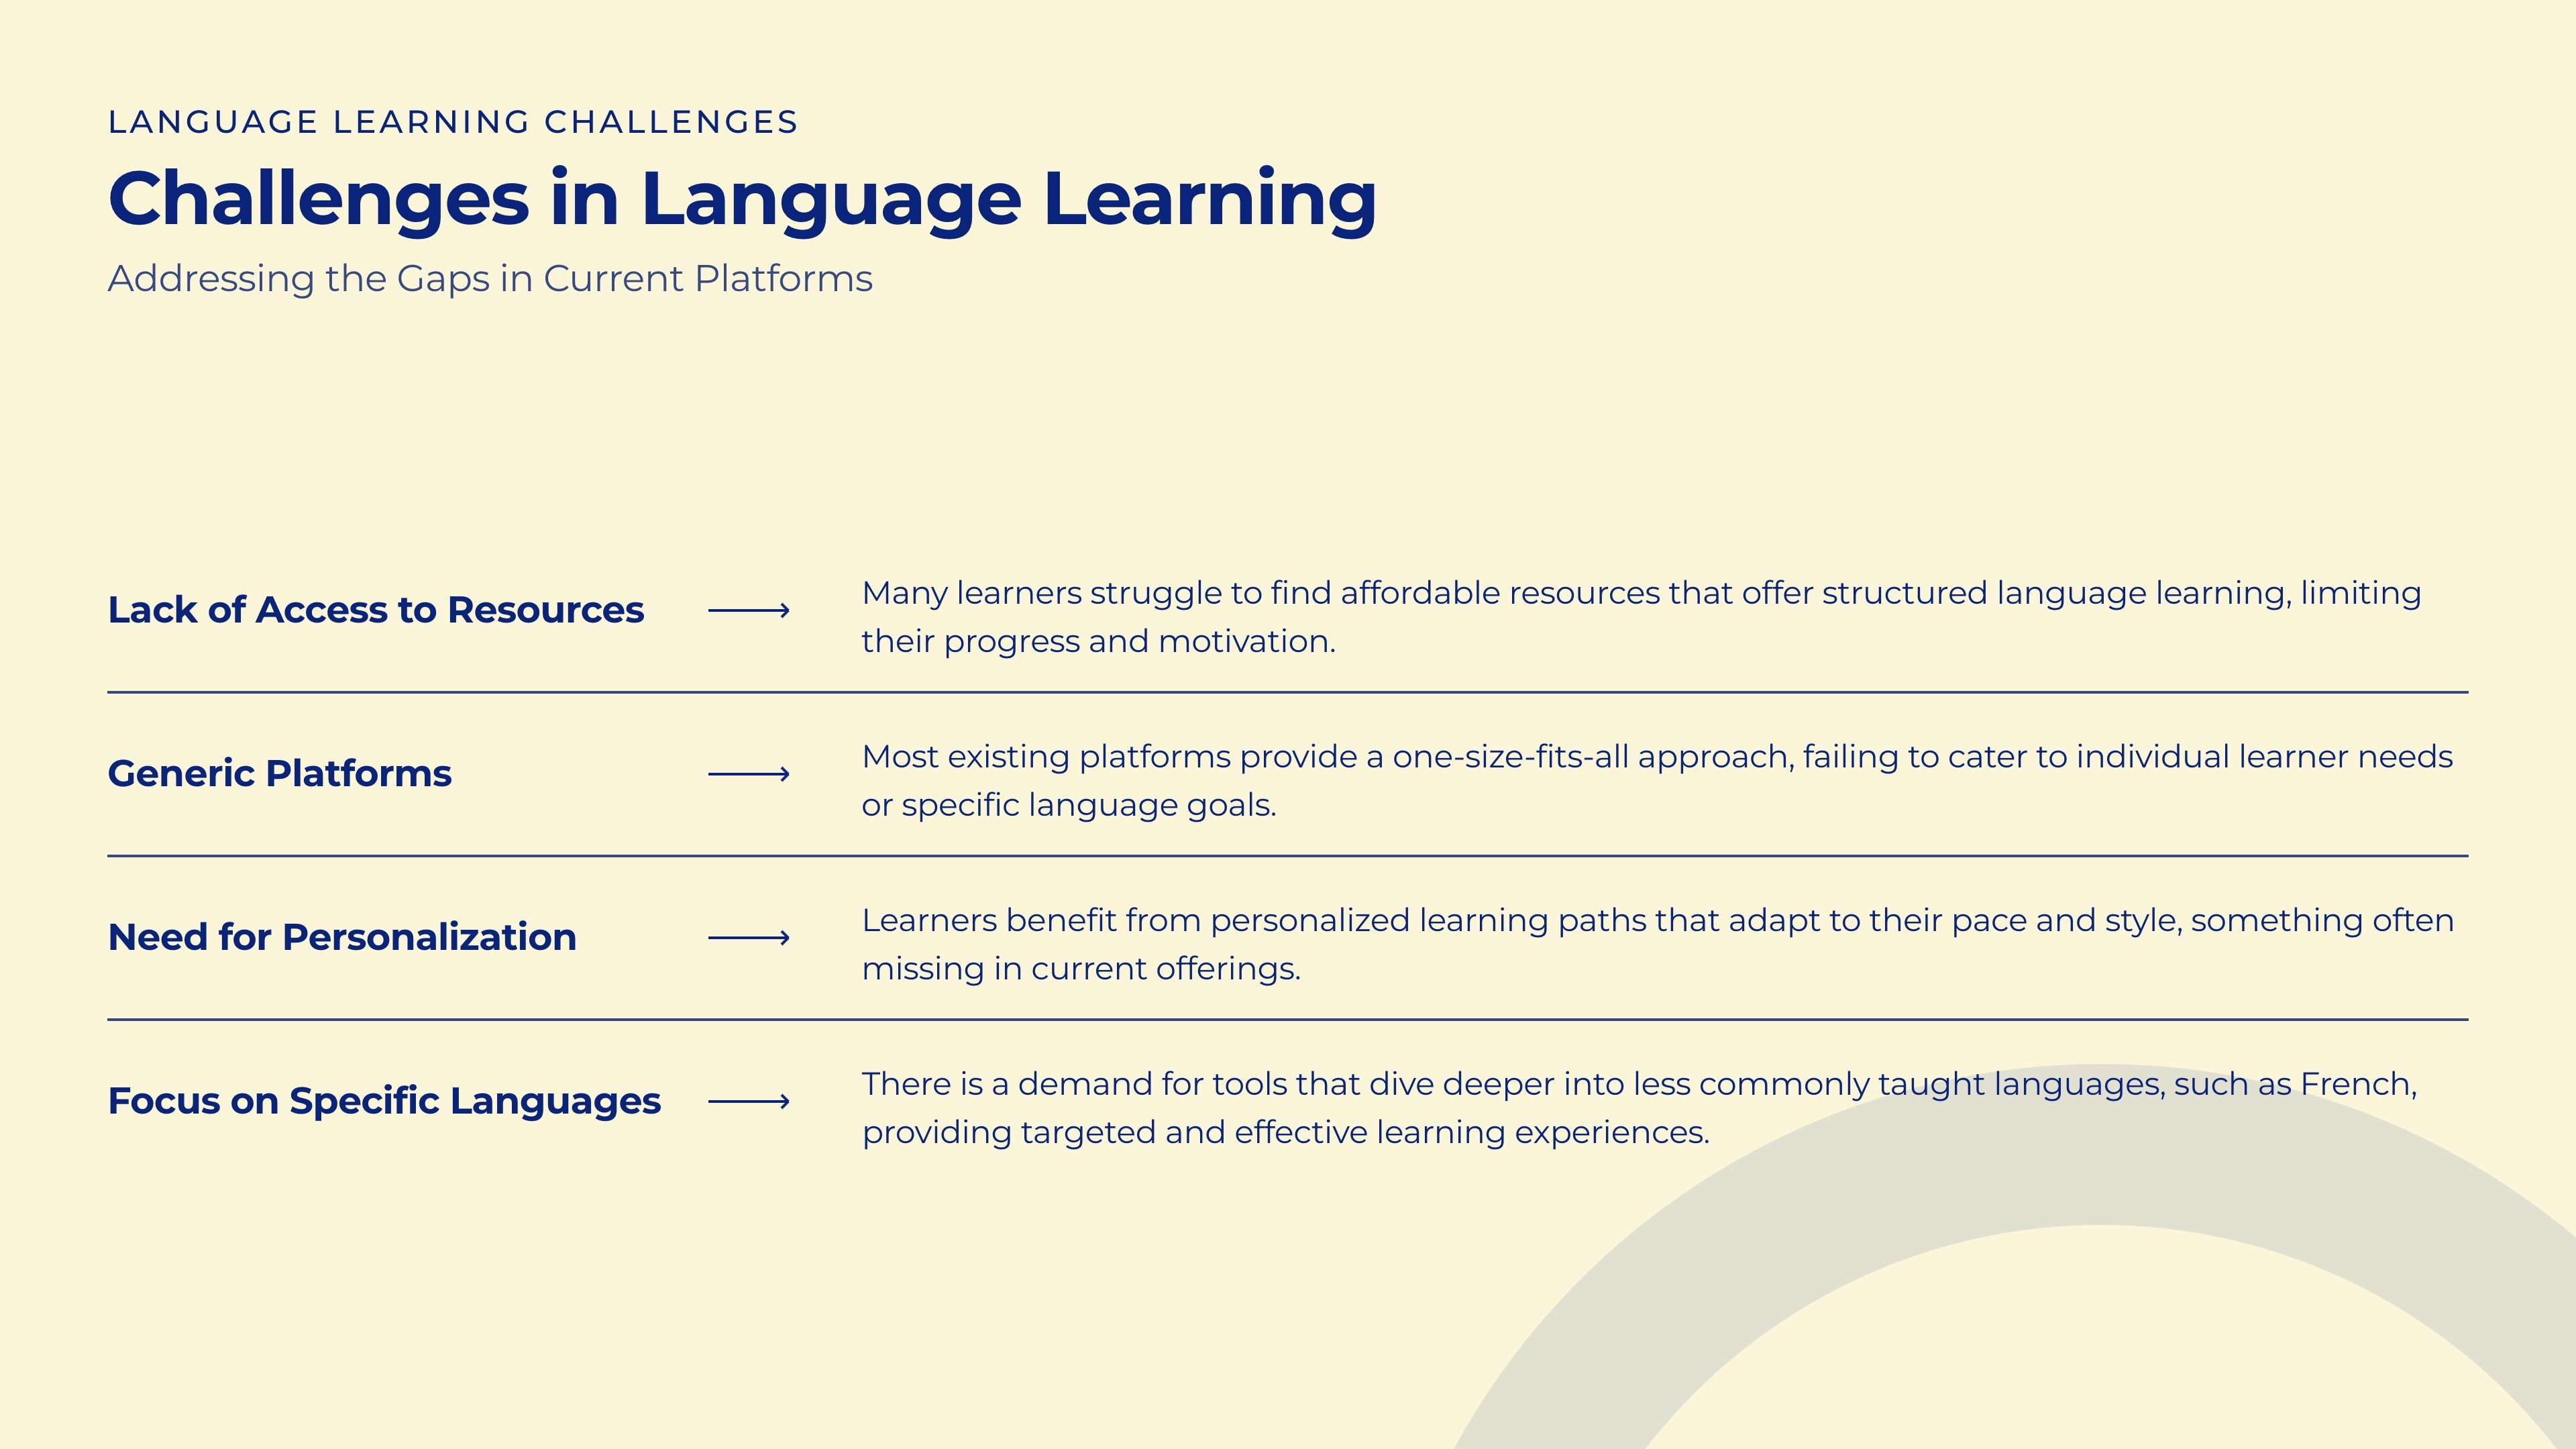 LANGUAGE LEARNING CHALLENGES
Challenges in Language Learning
Addressing the Gaps in Current Platforms
Lack of Access to Resources
Many learners struggle to find affordable resources that offer structured language learning, limiting
their progress and motivation.
Generic Platforms
Most existing platforms provide a one-size-fits-all approach, failing to cater to individual learner needs
or specific language goals.
Need for Personalization
Learners benefit from personalized learning paths that adapt to their pace and style, something often
missing in current offerings.
Focus on Specific Languages
There is a demand for tools that dive deeper into less commonly taught languages, such as French,
providing targeted and effective learning experiences.